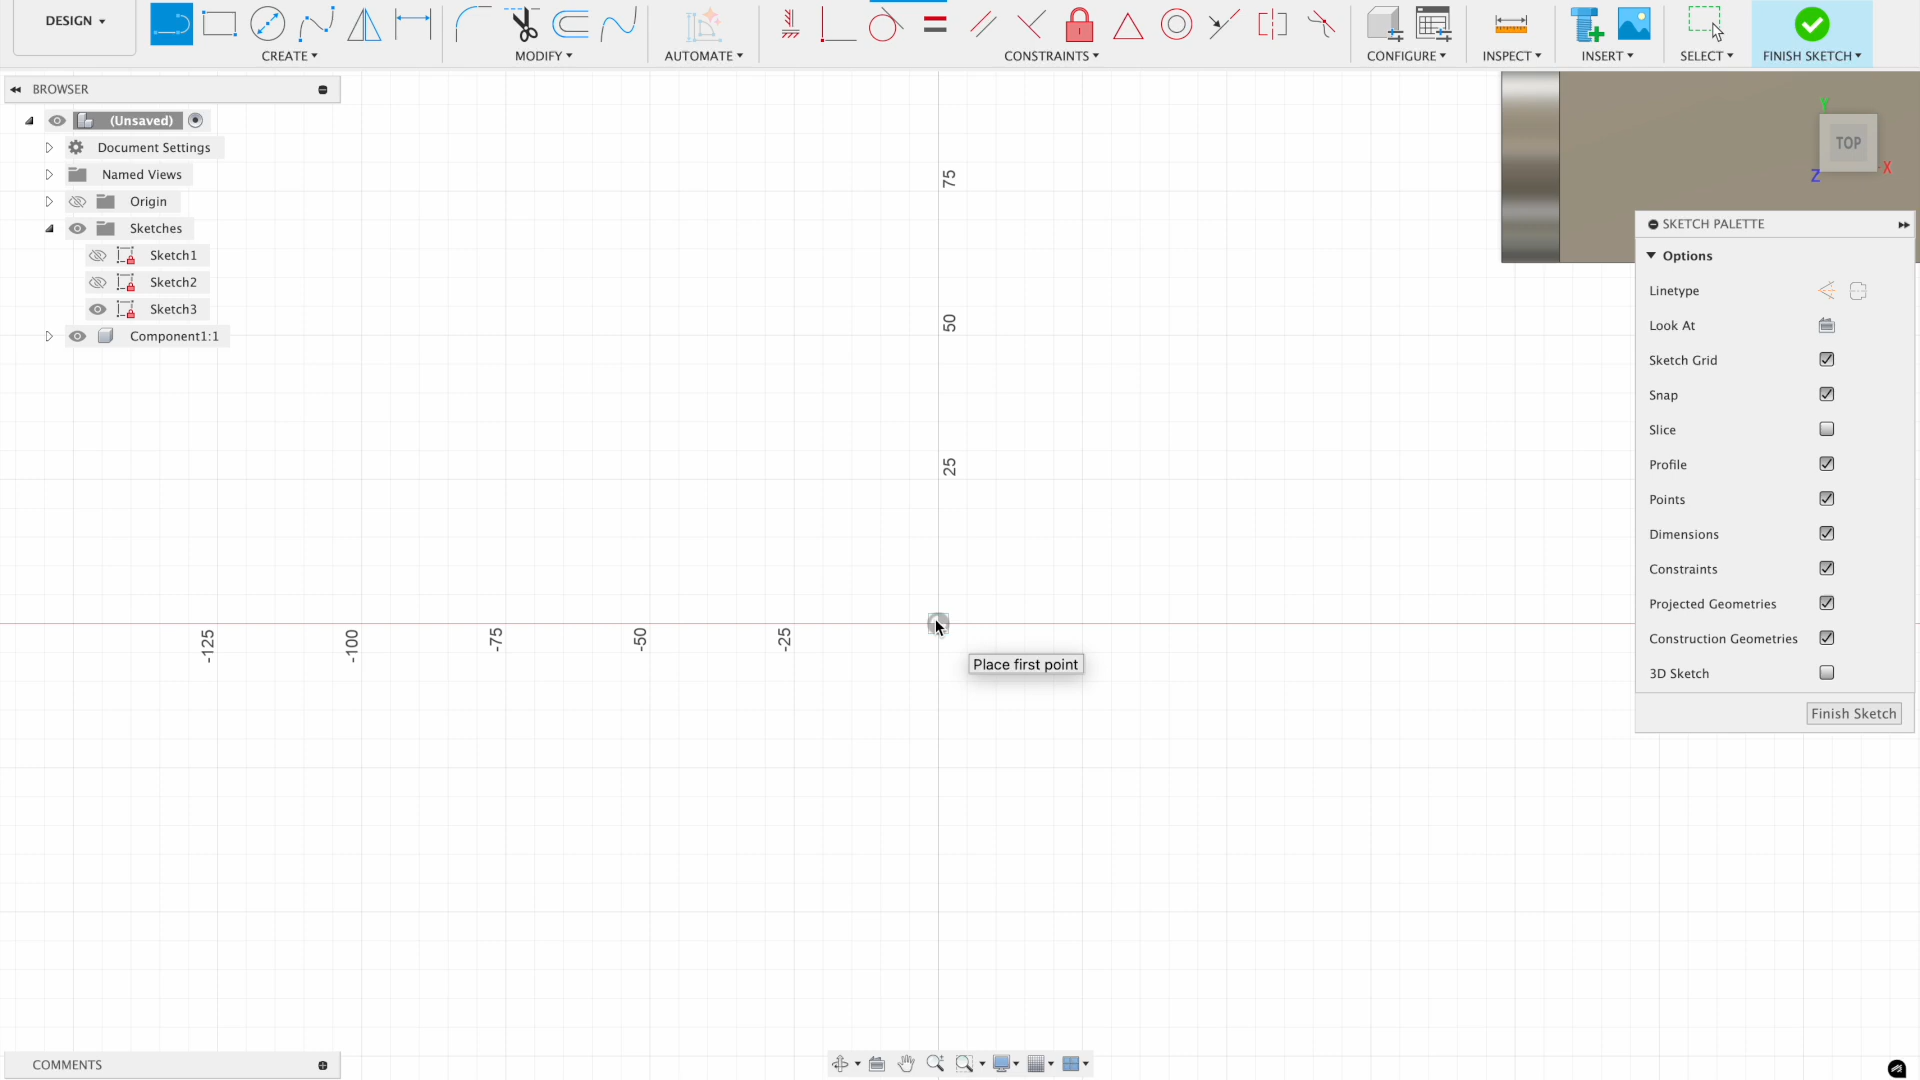 DESIGN
CREATE
MODIFY
AUTOMATE
CONSTRAINTS
CONFIGURE
INSPECT
INSERT
SELECT
FINISH SKETCH
BROWSER
(Unsaved)
Document Settings
Named Views
Origin
Sketches
Sketch1
Sketch2
Sketch3
Component1:1
75
50
25
-125
-100
-75
-50
-25
Place first point
Y
TOP
X
Z
SKETCH PALETTE
Options
Linetype
Look At
Sketch Grid
Snap
Slice
Profile
Points
Dimensions
Constraints
Projected Geometries
Construction Geometries
3D Sketch
Finish Sketch
COMMENTS